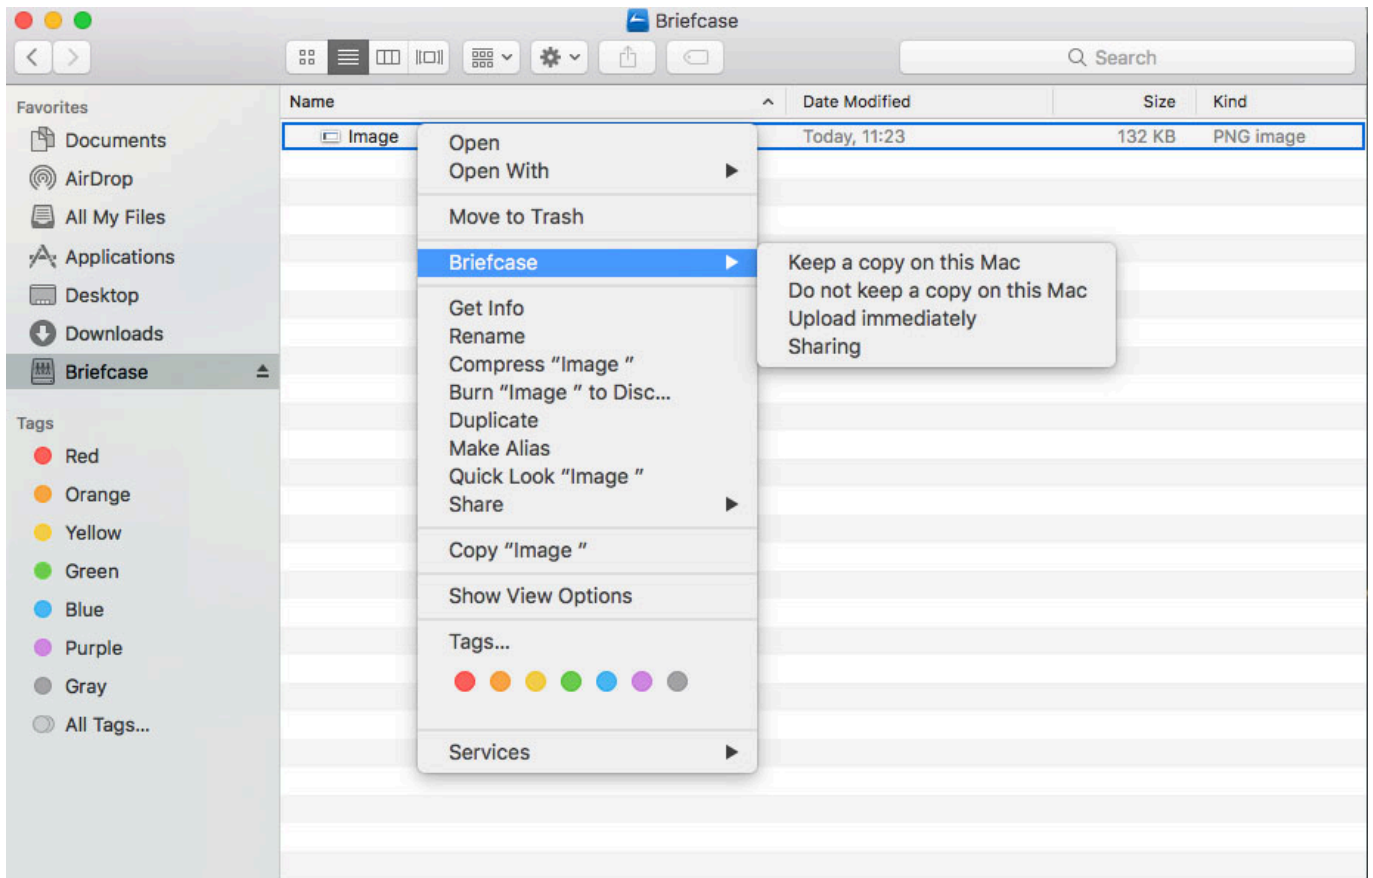 Briefcase
Search
Favorites
Documents
AirDrop
All My Files
Applications
Desktop
Downloads
Briefcase
Tags
Red
Orange
Yellow
Green
Blue
Purple
Gray
All Tags...
Name Date Modified Size Kind
Image Today, 11:23 132 KB PNG image
Open
Open With
Move to Trash
Briefcase
Get Info
Rename
Compress “Image ”
Burn “Image ” to Disc...
Duplicate
Make Alias
Quick Look “Image ”
Share
Copy “Image ”
Show View Options
Tags...
Services
Keep a copy on this Mac
Do not keep a copy on this Mac
Upload immediately
Sharing